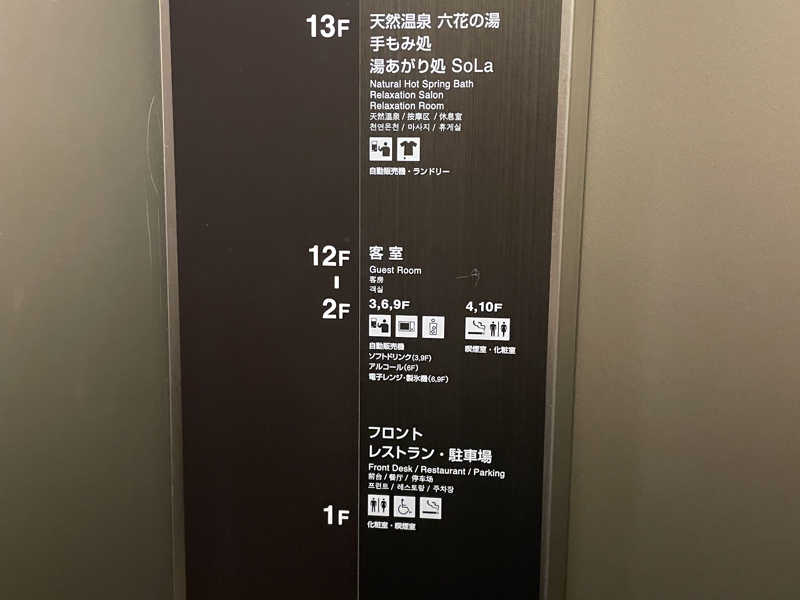 13F
天然温泉 六花の湯
手もみ処
湯あがり処 SoLa
Natural Hot Spring Bath
Relaxation Salon
Relaxation Room
天然温泉 / 按摩区 / 休息室
천연온천 / 마사지 / 휴게실
自動販売機・ランドリー
12F
2F
客 室
Guest Room
客房
객실
3,6,9F
自動販売機
ソフトドリンク(3,9F)
アルコール(6F)
電子レンジ・製氷機(6,9F)
4,10F
喫煙室・化粧室
1F
フロント
レストラン・駐車場
Front Desk / Restaurant / Parking
前台 / 餐厅 / 停车场
프런트 / 레스토랑 / 주차장
化粧室・喫煙室